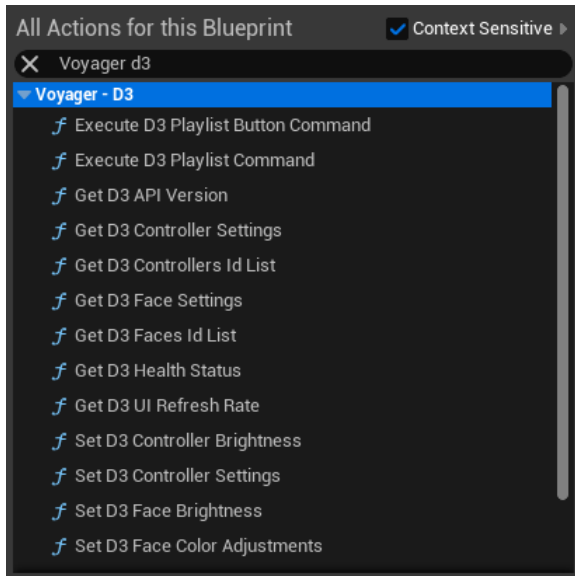 All Actions for this Blueprint
Context Sensitive
Voyager d3
Voyager - D3
Execute D3 Playlist Button Command
Execute D3 Playlist Command
Get D3 API Version
Get D3 Controller Settings
Get D3 Controllers Id List
Get D3 Face Settings
Get D3 Faces Id List
Get D3 Health Status
Get D3 UI Refresh Rate
Set D3 Controller Brightness
Set D3 Controller Settings
Set D3 Face Brightness
Set D3 Face Color Adjustments